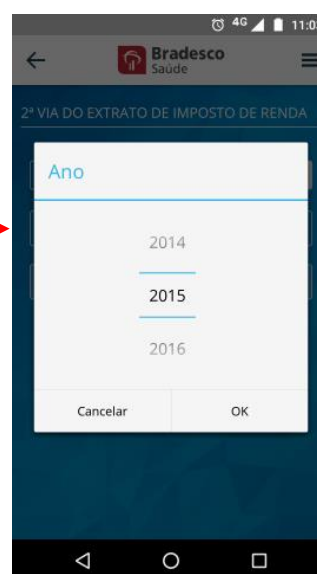 4G 11:0
Bradesco
Saúde
2ª VIA DO EXTRATO DE IMPOSTO DE RENDA
Ano
2014
2015
2016
Cancelar OK